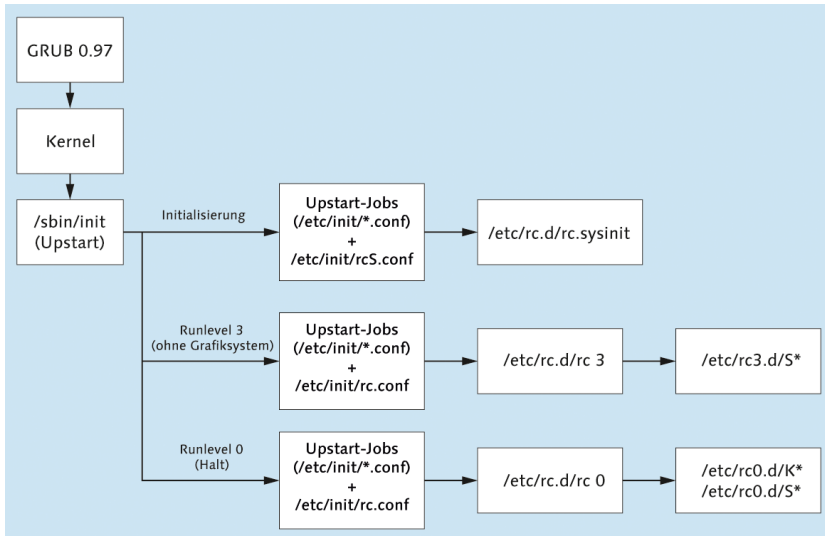 GRUB 0.97
Kernel
/sbin/init
(Upstart)
Initialisierung
Upstart-Jobs
(/etc/init/*.conf)
+
/etc/init/rcS.conf
/etc/rc.d/rc.sysinit
Runlevel 3
(ohne Grafiksystem)
Upstart-Jobs
(/etc/init/*.conf)
+
/etc/init/rc.conf
/etc/rc.d/rc 3
/etc/rc3.d/S*
Runlevel 0
(Halt)
Upstart-Jobs
(/etc/init/*.conf)
+
/etc/init/rc.conf
/etc/rc.d/rc 0
/etc/rc0.d/K*
/etc/rc0.d/S*